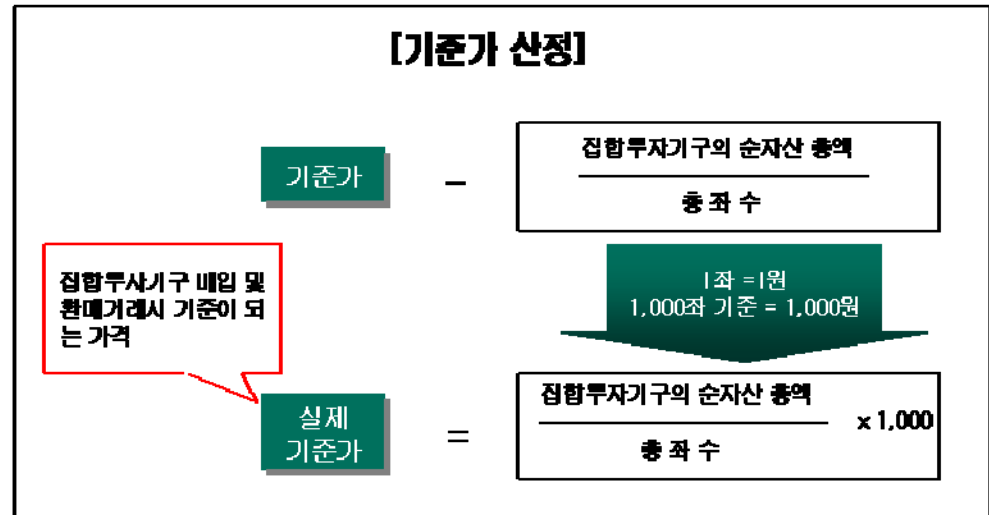 [기준가 산정]
기준가
–
집합투자기구의 순자산 총액
총 좌 수
집합투자기구 매입 및
환매거래시 기준이 되
는 가격
1좌 =1원
1,000좌 기준 = 1,000원
실제
기준가
=
집합투자기구의 순자산 총액
총 좌 수
x 1,000